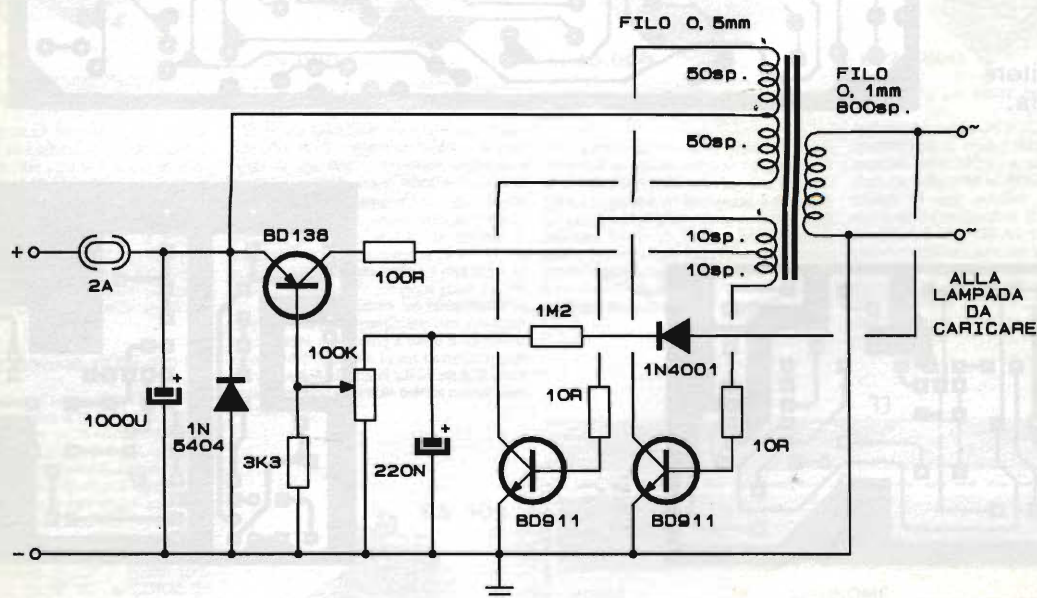 FILO 0,5mm
50sp.
FILO
0,1mm
800sp.
50sp.
~
BD138
10sp.
+
10sp.
~
2A
100R
ALLA
LAMPADA
DA
CARICARE
1M2
100K
1N4001
+
10R
1000U
1N
5404
+
10R
3K3
220N
BD911
BD911
-